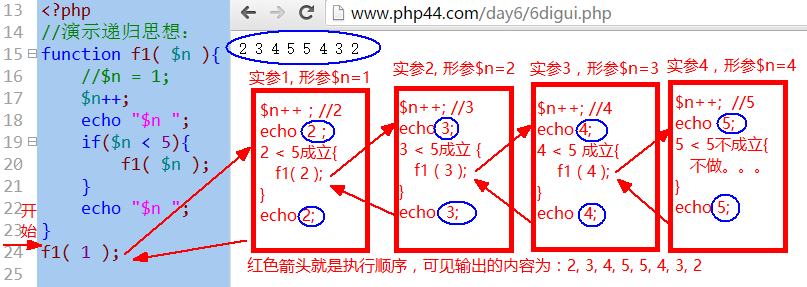 13 <?php
14 //演示递归思想：
15 function f1( $n ){
16 //$n = 1;
17 $n++;
18 echo "$n ";
19 if($n < 5){
20 f1( $n );
21 }
22 echo "$n ";
23 }
24 f1( 1 );
25
开始
www.php44.com/day6/6digui.php
2 3 4 5 5 4 3 2
实参1, 形参$n=1
$n++ ; //2
echo 2 ;
2 < 5成立{
f1( 2 );
}
echo 2;
实参2, 形参$n=2
$n++; //3
echo 3;
3 < 5成立 {
f1 ( 3 );
}
echo 3;
实参3 , 形参$n=3
$n++; //4
echo 4;
4 < 5 成立{
f1 ( 4 );
}
echo 4;
实参4 , 形参$n=4
$n++; //5
echo 5;
5 < 5不成立{
不做。。。
}
echo 5;
红色箭头就是执行顺序，可见输出的内容为：2, 3, 4, 5, 5, 4, 3, 2